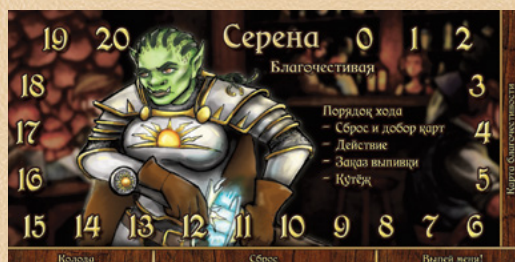 19 20 Серена 0 1 2
Благочестивая
18 3
Порядок хода
17 – Сброс и добор карт 4
– Действие
– Заказ выпивки
16 – Кутёж 5
15 14 13 12 11 10 9 8 7 6
Карта благочестивости
Колода Сброс Выпей меня!